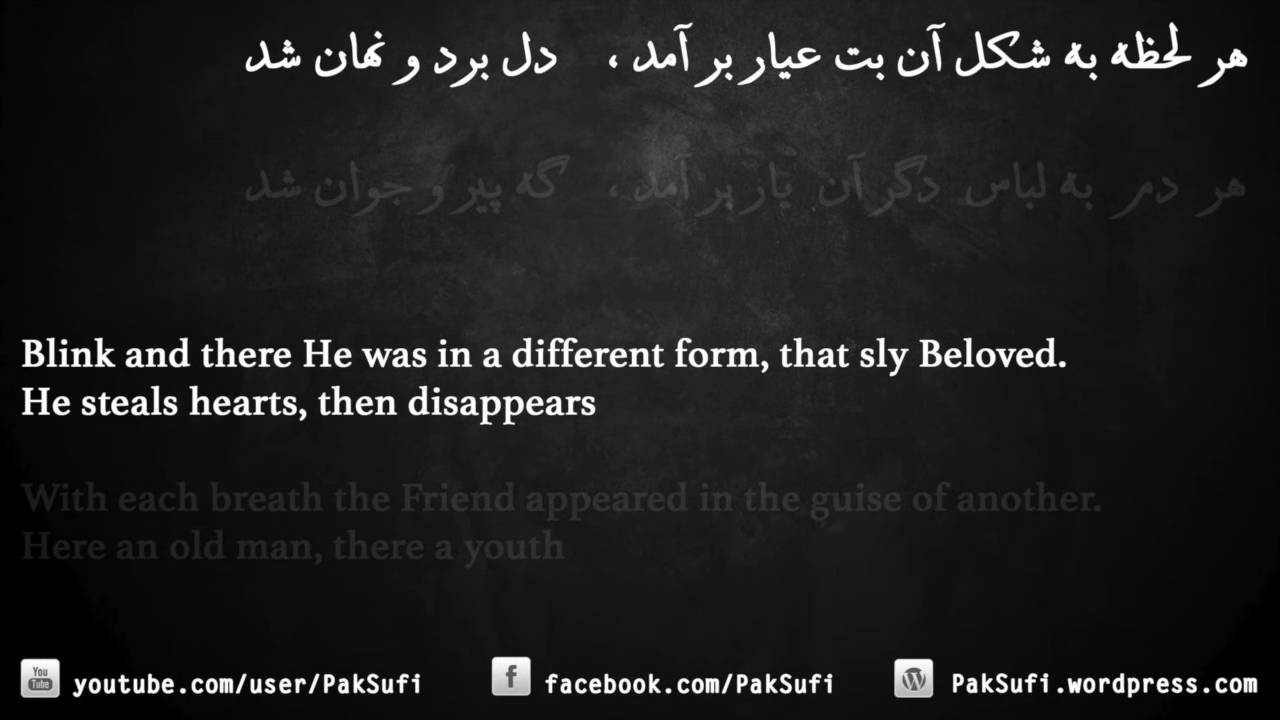 هر لحظه به شکل آن بت عیار بر آمد ، دل برد و نهان شد
هر دم به لباس دگر آن یار بر آمد ، گه پیر و جوان شد
Blink and there He was in a different form, that sly Beloved.
He steals hearts, then disappears
With each breath the Friend appeared in the guise of another.
Here an old man, there a youth
You Tube youtube.com/user/PakSufi f facebook.com/PakSufi W PakSufi.wordpress.com